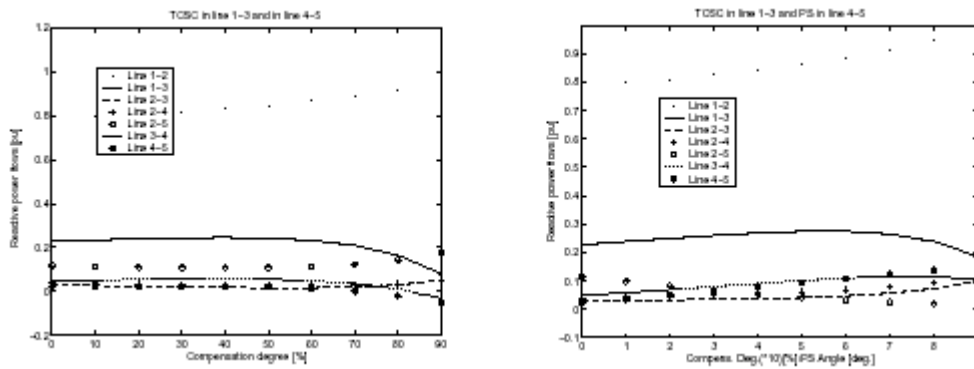 TCSC in line 1-3 and in line 4-5
1.2
1
0.8
0.6
0.4
0.2
0
-0.2
Reactive power flows [pu]
Line 1-2
Line 1-3
Line 2-3
Line 2-4
Line 2-5
Line 3-4
Line 4-5
0 10 20 30 40 50 60 70 80 90
Compensation degree [%]
TCSC in line 1-3 and PS in line 4-5
0.9
0.8
0.7
0.6
0.5
0.4
0.3
0.2
0.1
0
-0.1
Reactive power flows [pu]
Line 1-2
Line 1-3
Line 2-3
Line 2-4
Line 2-5
Line 3-4
Line 4-5
0 1 2 3 4 5 6 7 8
Compens. Deg.(*10)[%]/PS Angle [deg.]